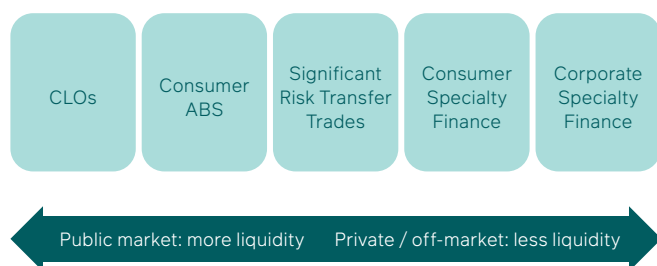 CLOs
Consumer
ABS
Significant
Risk Transfer
Trades
Consumer
Specialty
Finance
Corporate
Specialty
Finance
Public market: more liquidity
Private / off-market: less liquidity